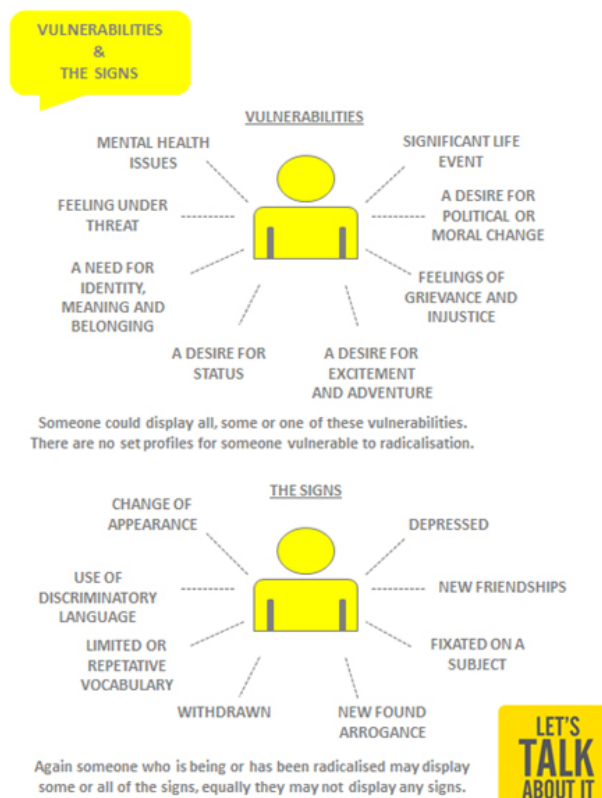 VULNERABILITIES
&
THE SIGNS
VULNERABILITIES
MENTAL HEALTH
ISSUES
SIGNIFICANT LIFE
EVENT
FEELING UNDER
THREAT
A DESIRE FOR
POLITICAL OR
MORAL CHANGE
A NEED FOR
IDENTITY,
MEANING AND
BELONGING
FEELINGS OF
GRIEVANCE AND
INJUSTICE
A DESIRE FOR
STATUS
A DESIRE FOR
EXCITEMENT
AND ADVENTURE
Someone could display all, some or one of these vulnerabilities.
There are no set profiles for someone vulnerable to radicalisation.
THE SIGNS
CHANGE OF
APPEARANCE
DEPRESSED
USE OF
DISCRIMINATORY
LANGUAGE
NEW FRIENDSHIPS
LIMITED OR
REPETATIVE
VOCABULARY
FIXATED ON A
SUBJECT
WITHDRAWN
NEW FOUND
ARROGANCE
Again someone who is being or has been radicalised may display
some or all of the signs, equally they may not display any signs.
LET'S
TALK
ABOUT IT